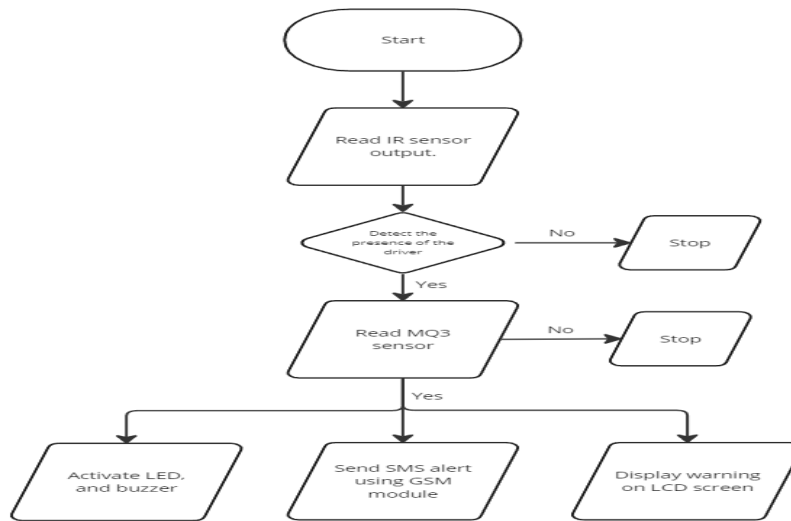 Start
Read IR sensor
output.
Detect the
presence of the
driver
No
Stop
Yes
Read MQ3
sensor
No
Stop
Yes
Activate LED,
and buzzer
Send SMS alert
using GSM
module
Display warning
on LCD screen